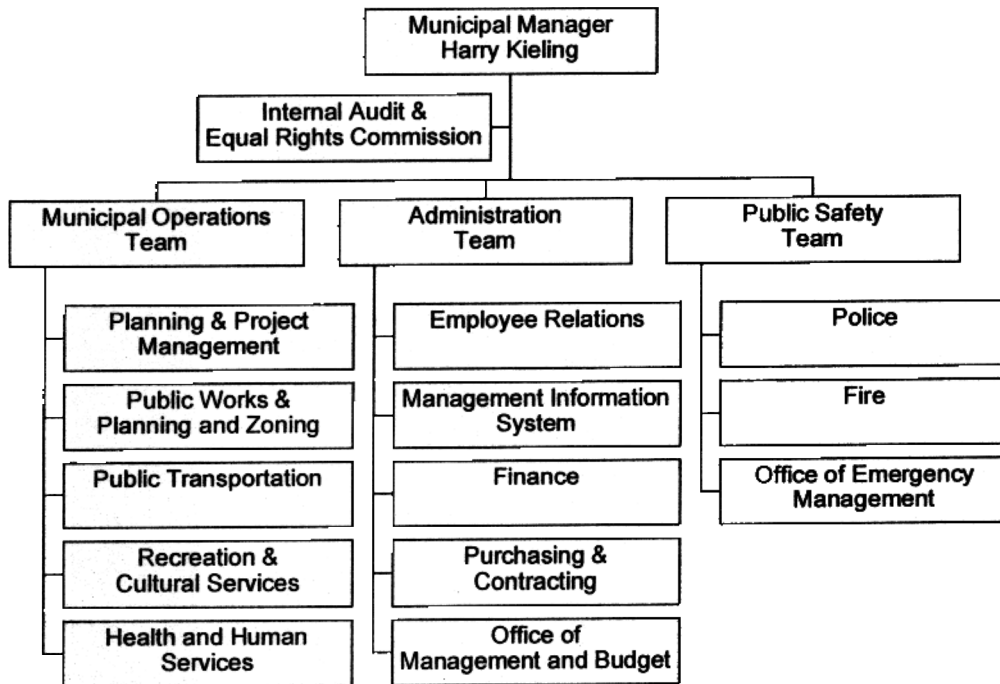 Municipal Manager
Harry Kieling
Internal Audit &
Equal Rights Commission
Municipal Operations
Team
Planning & Project
Management
Public Works &
Planning and Zoning
Public Transportation
Recreation &
Cultural Services
Health and Human
Services
Administration
Team
Employee Relations
Management Information
System
Finance
Purchasing &
Contracting
Office of
Management and Budget
Public Safety
Team
Police
Fire
Office of Emergency
Management